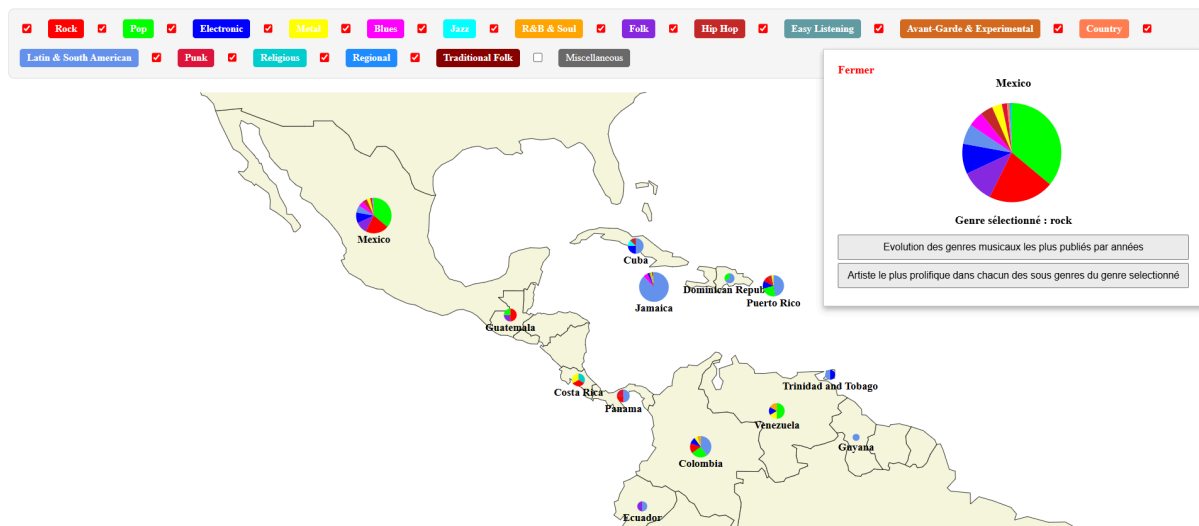 Rock Pop Electronic Metal Blues Jazz R&B & Soul Folk Hip Hop Easy Listening Avant-Garde & Experimental Country
Latin & South American Punk Religious Regional Traditional Folk Miscellaneous
Fermer
Mexico
Genre sélectionné : rock
Evolution des genres musicaux les plus publiés par années
Artiste le plus prolifique dans chacun des sous genres du genre selectionné
Mexico
Cuba
Dominican Repub
Jamaica
Puerto Rico
Guatemala
Costa Rica
Trinidad and Tobago
Panama
Venezuela
Guyana
Colombia
Ecuador